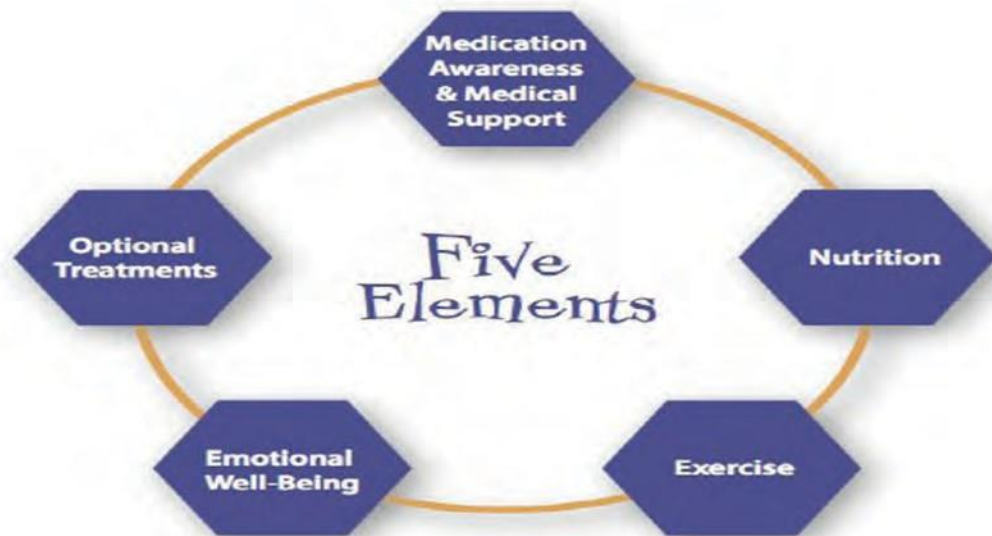 Medication
Awareness
& Medical
Support
Optional
Treatments
Five
Elements
Nutrition
Emotional
Well-Being
Exercise